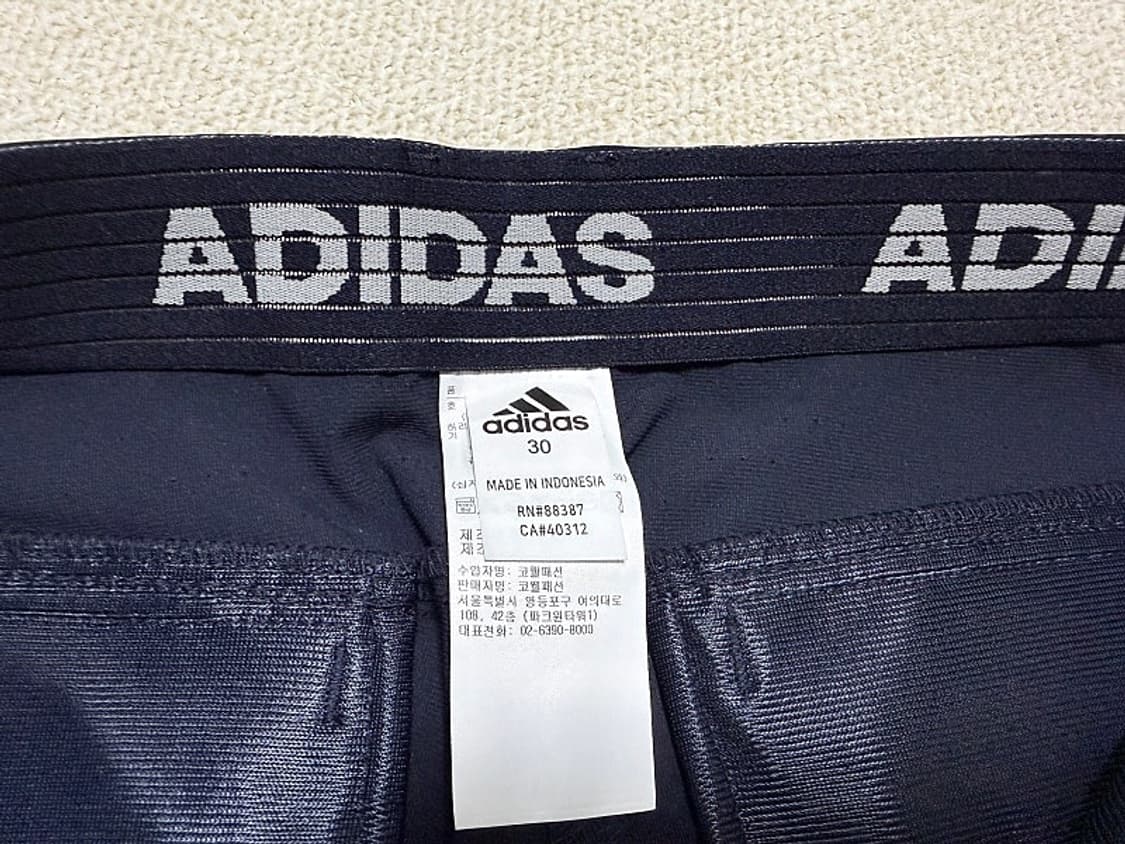 ADIDAS
adidas
30
MADE IN INDONESIA
RN#88387
CA#40312
수입자명: 코웰패션
판매자명: 코웰패션
서울특별시 영등포구 여의대로
108, 42층 (파크원타워1)
대표전화: 02-6390-8000